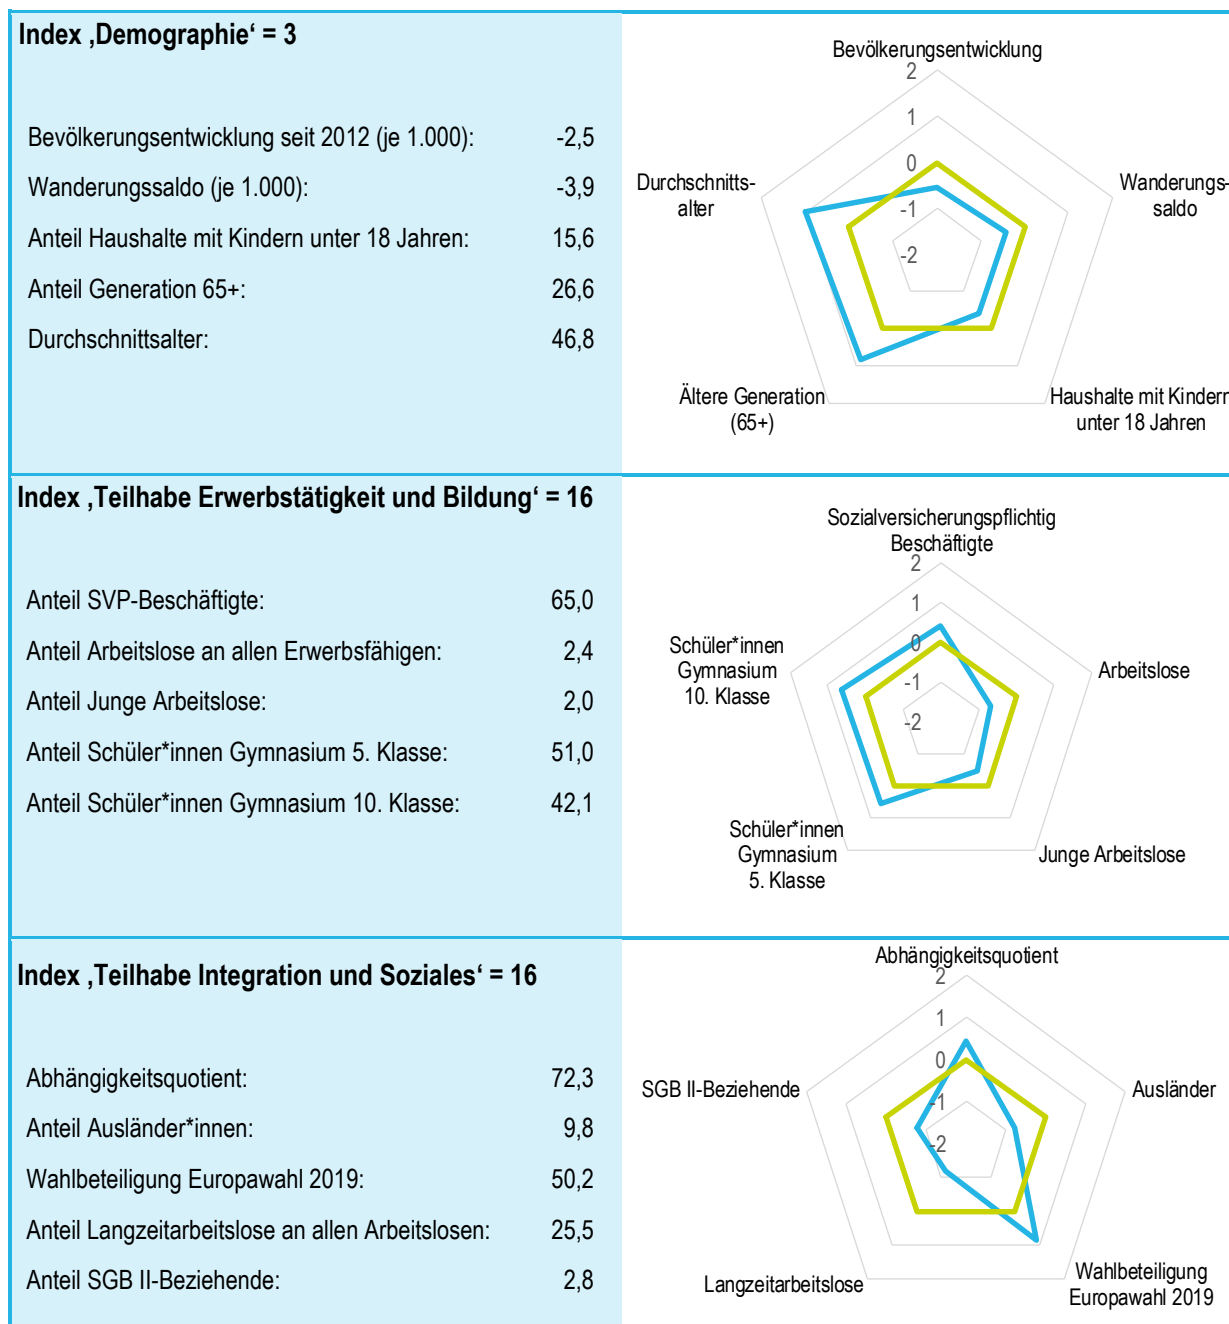 Index ‚Demographie‘ = 3
Bevölkerungsentwicklung seit 2012 (je 1.000): -2,5
Wanderungssaldo (je 1.000): -3,9
Anteil Haushalte mit Kindern unter 18 Jahren: 15,6
Anteil Generation 65+: 26,6
Durchschnittsalter: 46,8
Bevölkerungsentwicklung
2
1
0
-1
-2
Durchschnitts-
alter
Wanderungs-
saldo
Ältere Generation
(65+)
Haushalte mit Kindern
unter 18 Jahren
Index ‚Teilhabe Erwerbstätigkeit und Bildung‘ = 16
Anteil SVP-Beschäftigte: 65,0
Anteil Arbeitslose an allen Erwerbsfähigen: 2,4
Anteil Junge Arbeitslose: 2,0
Anteil Schüler*innen Gymnasium 5. Klasse: 51,0
Anteil Schüler*innen Gymnasium 10. Klasse: 42,1
Sozialversicherungspflichtig
Beschäftigte
2
1
0
-1
-2
Schüler*innen
Gymnasium
10. Klasse
Arbeitslose
Schüler*innen
Gymnasium
5. Klasse
Junge Arbeitslose
Index ‚Teilhabe Integration und Soziales‘ = 16
Abhängigkeitsquotient: 72,3
Anteil Ausländer*innen: 9,8
Wahlbeteiligung Europawahl 2019: 50,2
Anteil Langzeitarbeitslose an allen Arbeitslosen: 25,5
Anteil SGB II-Beziehende: 2,8
Abhängigkeitsquotient
2
1
0
-1
-2
SGB II-Beziehende
Ausländer
Langzeitarbeitslose
Wahlbeteiligung
Europawahl 2019